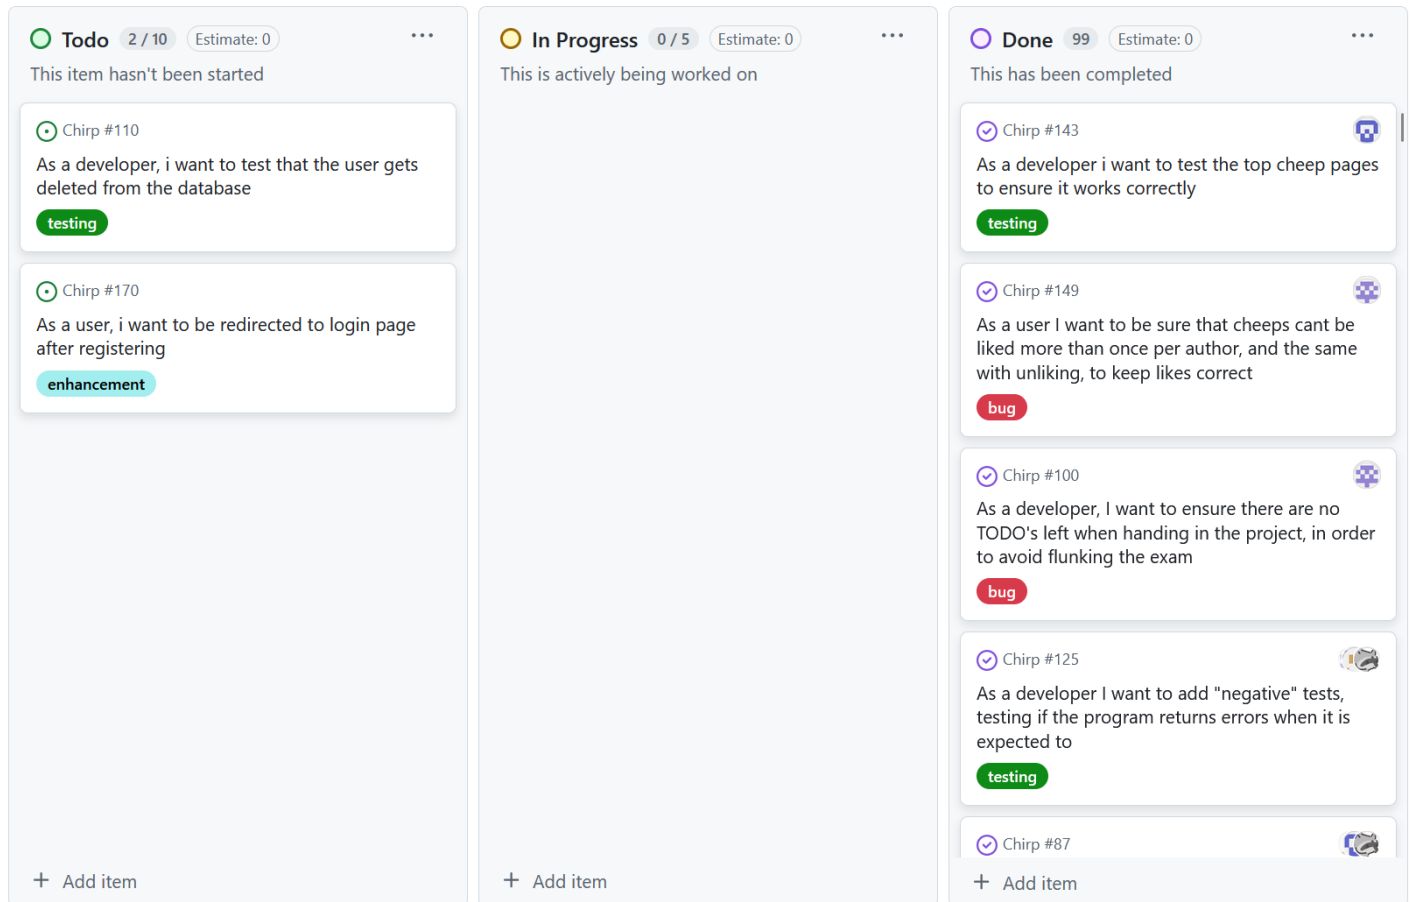 Todo 2 / 10 Estimate: 0
This item hasn't been started
Chirp #110
As a developer, i want to test that the user gets
deleted from the database
testing
Chirp #170
As a user, i want to be redirected to login page
after registering
enhancement
Add item
In Progress 0 / 5 Estimate: 0
This is actively being worked on
Add item
Done 99 Estimate: 0
This has been completed
Chirp #143
As a developer i want to test the top cheep pages
to ensure it works correctly
testing
Chirp #149
As a user I want to be sure that cheeps cant be
liked more than once per author, and the same
with unliking, to keep likes correct
bug
Chirp #100
As a developer, I want to ensure there are no
TODO's left when handing in the project, in order
to avoid flunking the exam
bug
Chirp #125
As a developer I want to add "negative" tests,
testing if the program returns errors when it is
expected to
testing
Chirp #87
Add item